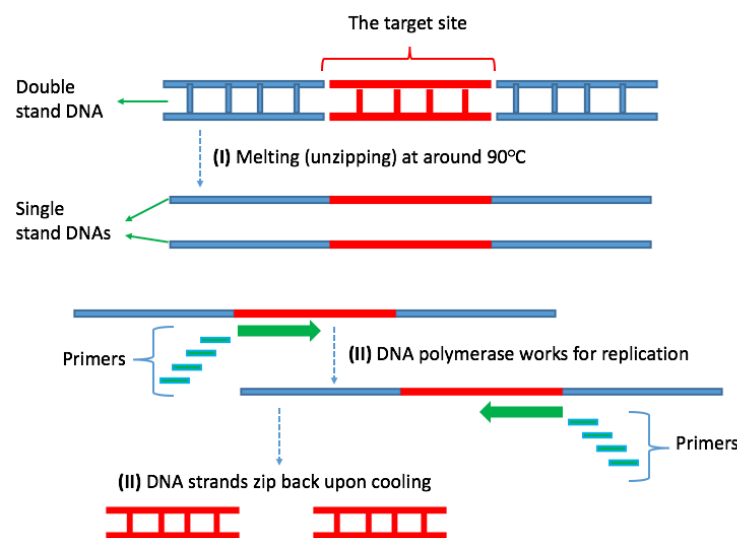 The target site
Double
stand DNA
(I) Melting (unzipping) at around 90°C
Single
stand DNAs
Primers
(II) DNA polymerase works for replication
Primers
(II) DNA strands zip back upon cooling